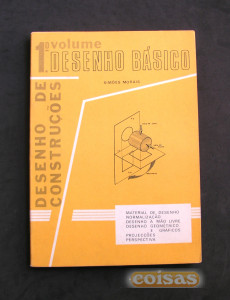 1.º volume
DESENHO BÁSICO
SIMÕES MORAIS
DESENHO DE
CONSTRUÇÕES
MATERIAL DE DESENHO
NORMALIZAÇÃO
DESENHO À MÃO LIVRE
DESENHO GEOMÉTRICO
E GRÁFICOS
PROJECÇÕES
PERSPECTIVA
coisas